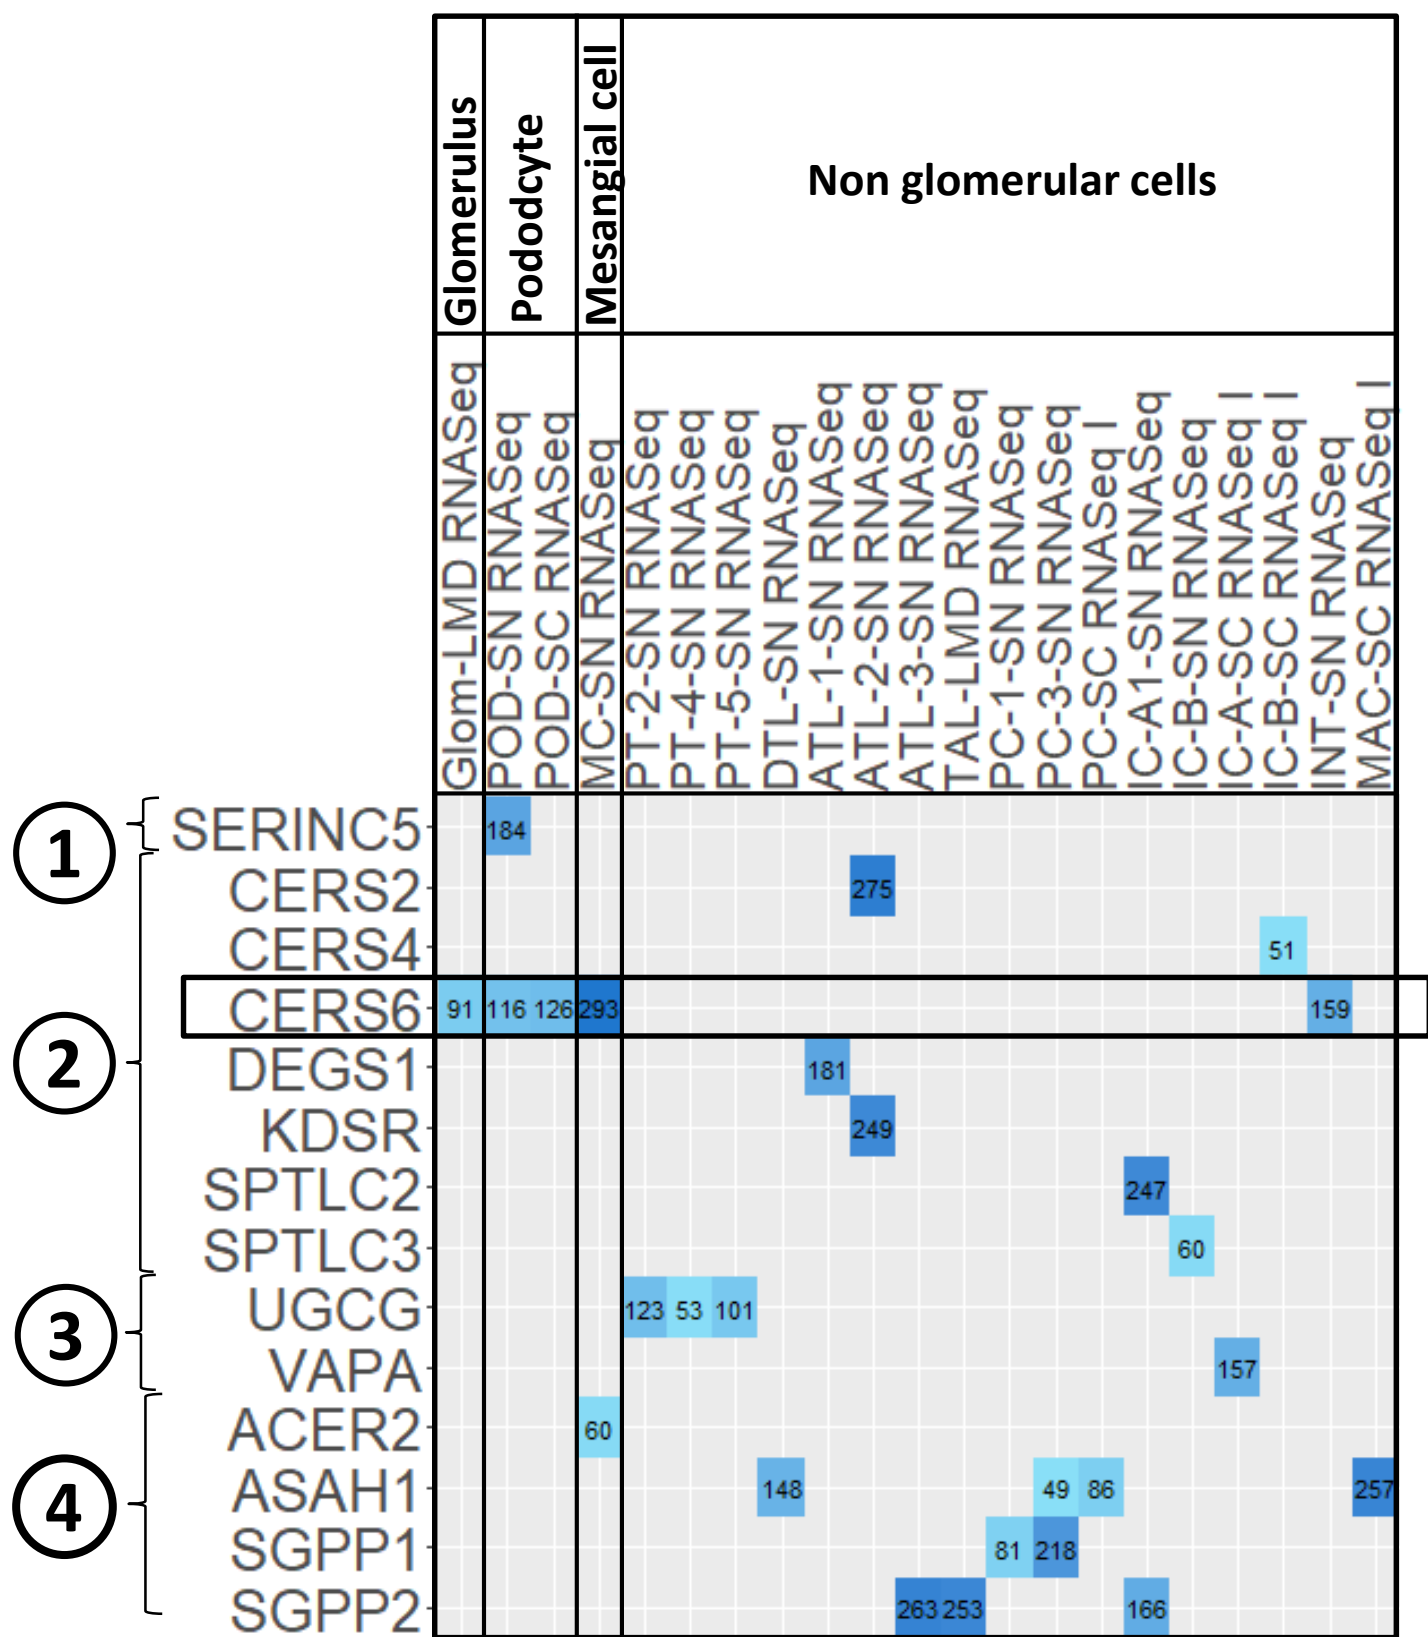 Glomerulus
Pododcyte
Mesangial cell
Non glomerular cells
Glom-LMD RNASeq
POD-SN RNASeq
POD-SC RNASeq
MC-SN RNASeq
PT-2-SN RNASeq
PT-4-SN RNASeq
PT-5-SN RNASeq
DTL-SN RNASeq
ATL-1-SN RNASeq
ATL-2-SN RNASeq
ATL-3-SN RNASeq
TAL-LMD RNASeq
PC-1-SN RNASeq
PC-3-SN RNASeq
PC-SC RNASeq I
IC-A1-SN RNASeq
IC-B-SN RNASeq
IC-A-SC RNASeq I
IC-B-SC RNASeq I
INT-SN RNASeq
MAC-SC RNASeq I
1
SERINC5 184
CERS2 275
CERS4 51
CERS6 91 116 126 293 159
2
DEGS1 181
KDSR 249
SPTLC2 247
SPTLC3 60
3
UGCG 123 53 101
VAPA 157
ACER2 60
4
ASAH1 148 49 86 257
SGPP1 81 218
SGPP2 263 253 166